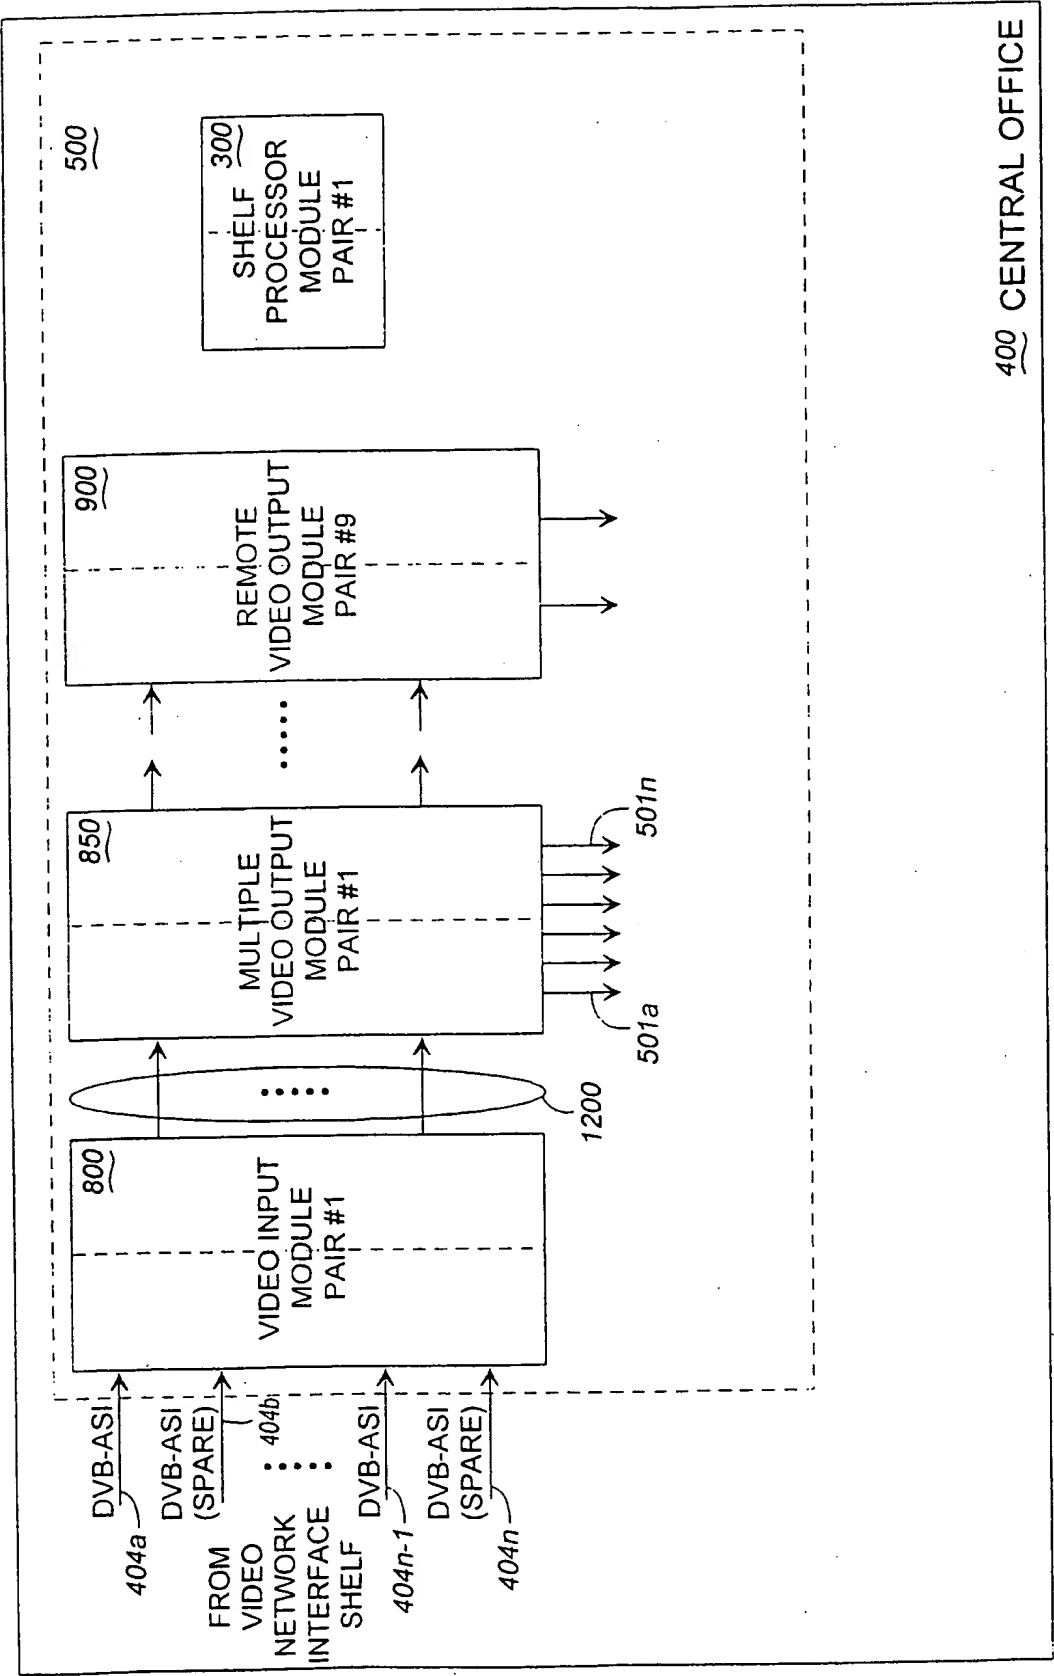 DVB-ASI
404a
DVB-ASI
(SPARE)
404b
FROM
VIDEO
NETWORK
INTERFACE
SHELF
DVB-ASI
404n-1
DVB-ASI
(SPARE)
404n
800
VIDEO INPUT
MODULE
PAIR #1
1200
850
MULTIPLE
VIDEO OUTPUT
MODULE
PAIR #1
501a
501n
900
REMOTE
VIDEO OUTPUT
MODULE
PAIR #9
500
300
SHELF
PROCESSOR
MODULE
PAIR #1
400 CENTRAL OFFICE